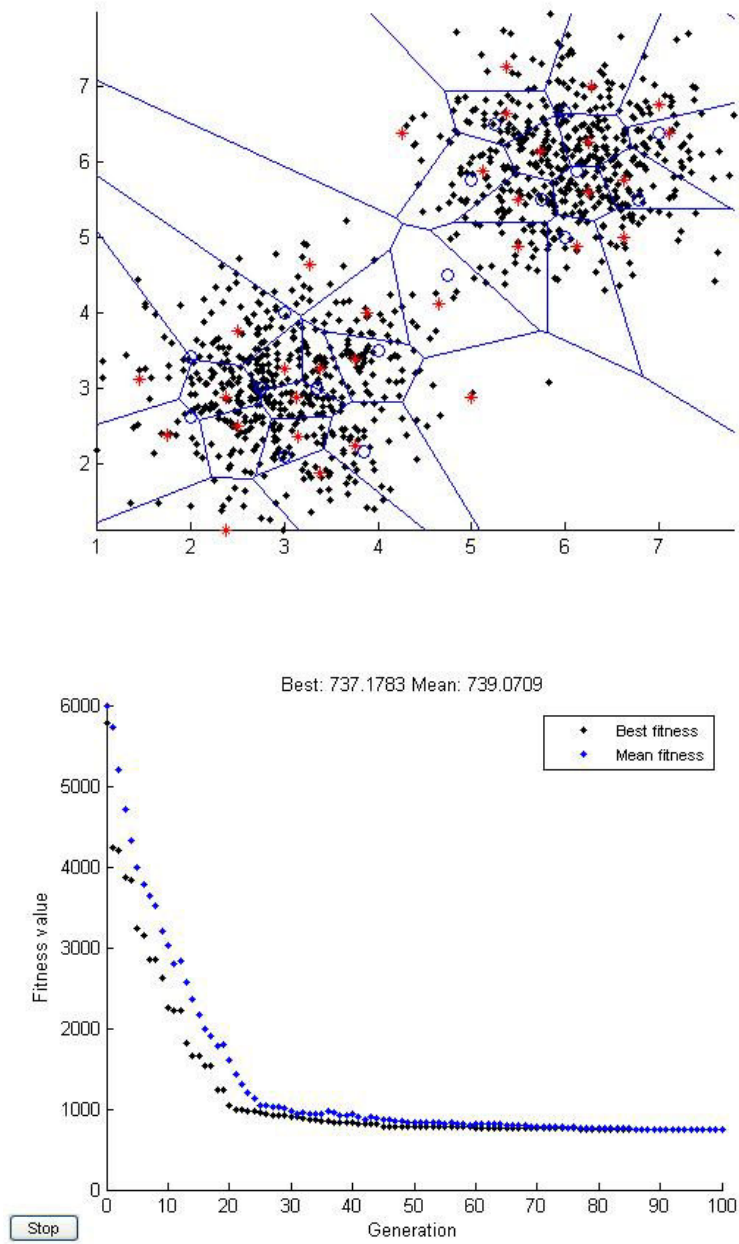 7
6
5
4
3
2
1 2 3 4 5 6 7
Best: 737.1783 Mean: 739.0709
6000
5000
4000
3000
2000
1000
0
Fitness value
Best fitness
Mean fitness
0 10 20 30 40 50 60 70 80 90 100
Generation
Stop